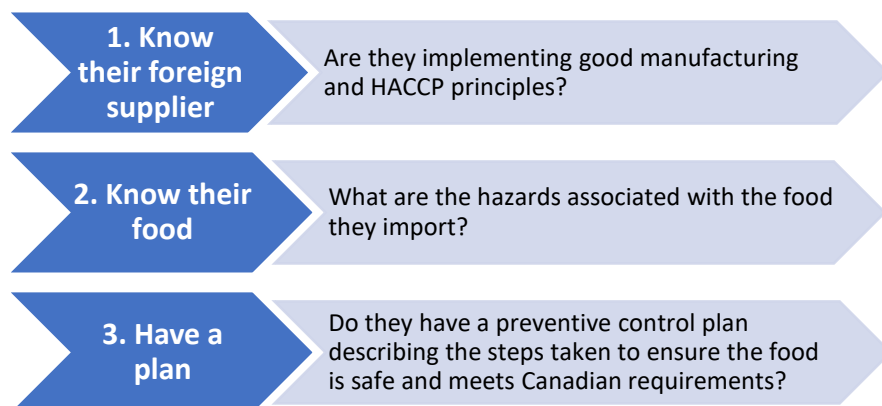 1. Know
their foreign
supplier
Are they implementing good manufacturing
and HACCP principles?
2. Know their
food
What are the hazards associated with the food
they import?
3. Have a
plan
Do they have a preventive control plan
describing the steps taken to ensure the food
is safe and meets Canadian requirements?